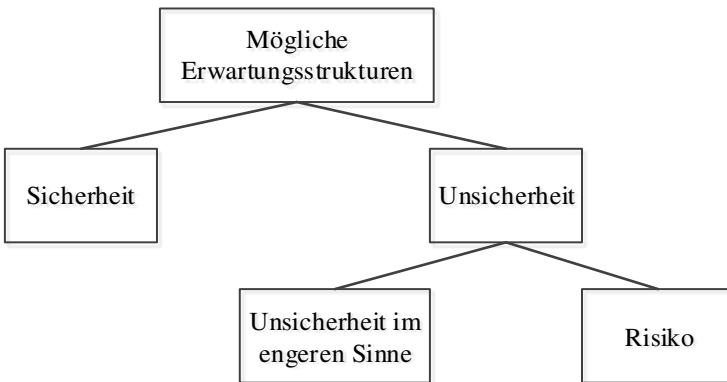 Mögliche
Erwartungsstrukturen
Sicherheit
Unsicherheit
Unsicherheit im
engeren Sinne
Risiko